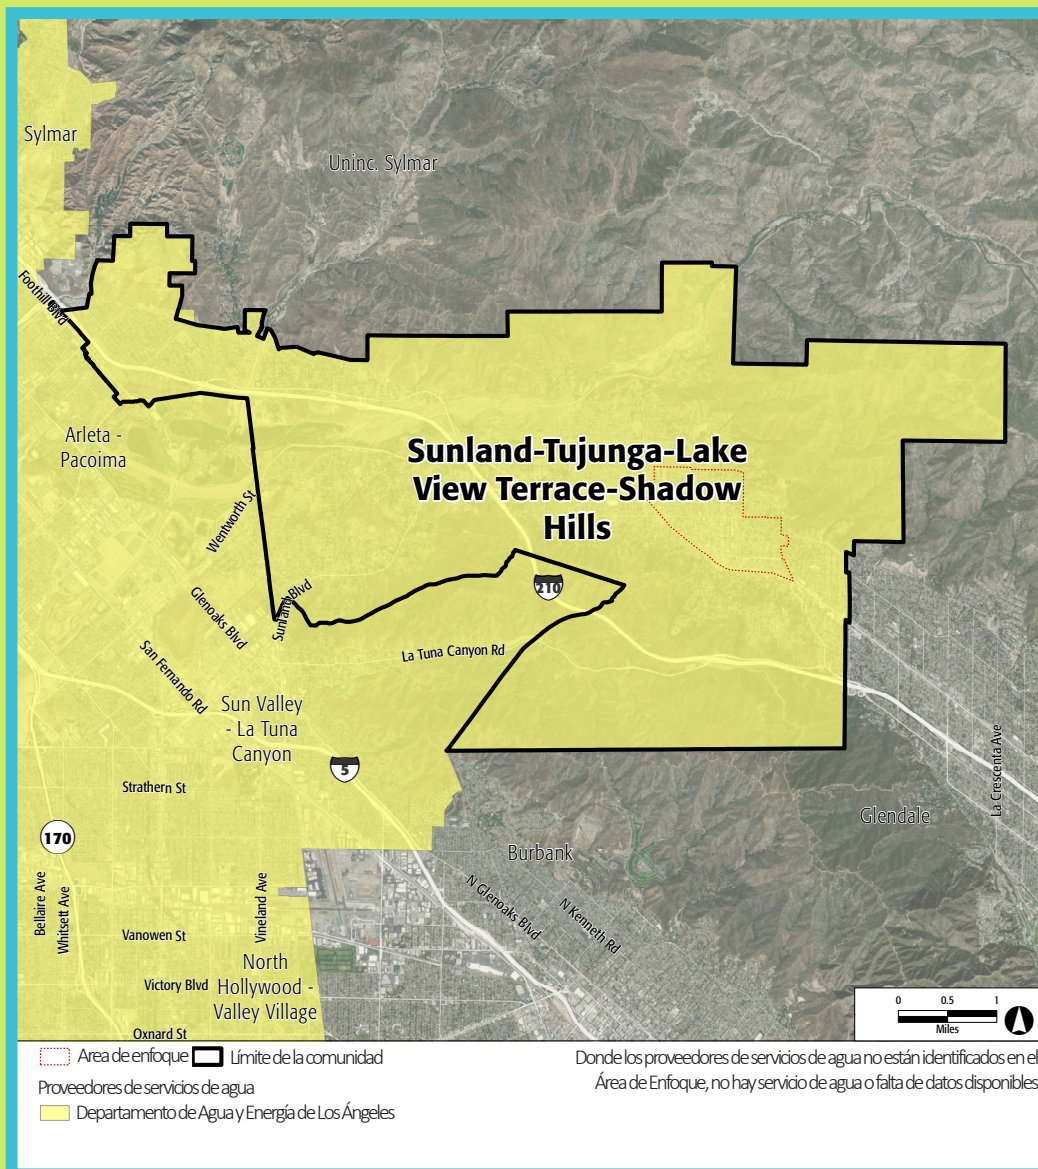 Sylmar
Uninc. Sylmar
Foothill Blvd
Arleta -
Pacoima
Sunland-Tujunga-Lake
View Terrace-Shadow
Hills
Wentworth St
210
Sunland Blvd
Glenoaks Blvd
La Tuna Canyon Rd
San Fernando Rd
Sun Valley
- La Tuna
Canyon
5
Strathern St
La Crescenta Ave
Glendale
170
Burbank
Bellaire Ave
Whitsett Ave
Vineland Ave
N Glenoaks Blvd
N Kenneth Rd
Vanowen St
North
Hollywood -
Valley Village
Victory Blvd
Oxnard St
0 0.5 1
Miles
Area de enfoque Límite de la comunidad
Proveedores de servicios de agua
Departamento de Agua y Energía de Los Ángeles
Donde los proveedores de servicios de agua no están identificados en el
Área de Enfoque, no hay servicio de agua o falta de datos disponibles